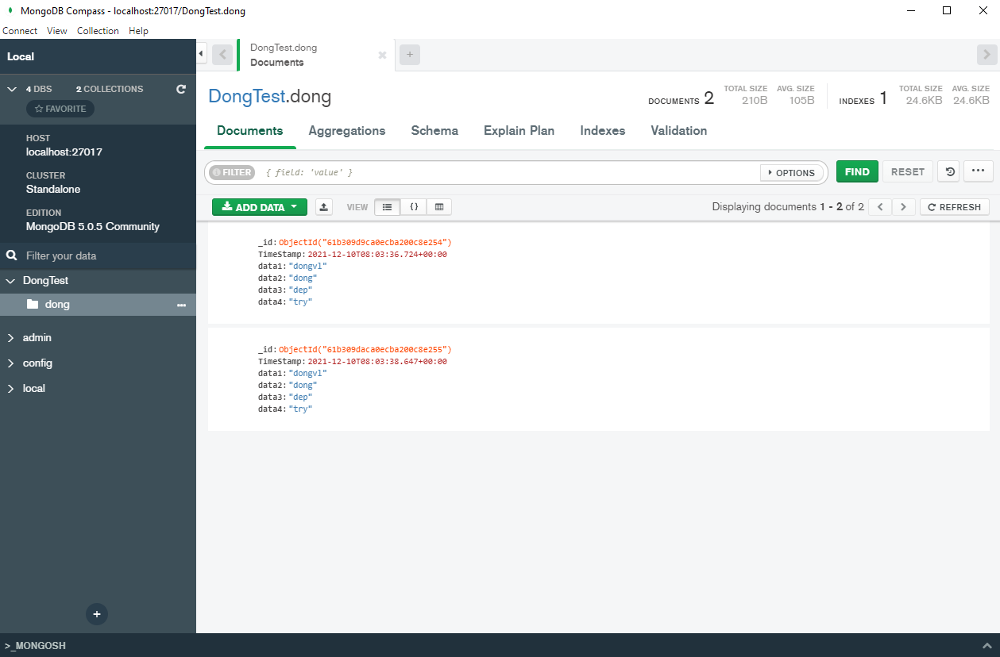 MongoDB Compass - localhost:27017/DongTest.dong
Connect View Collection Help
Local
4 DBS 2 COLLECTIONS
FAVORITE
HOST
localhost:27017
CLUSTER
Standalone
EDITION
MongoDB 5.0.5 Community
Filter your data
DongTest
dong
admin
config
local
DongTest.dong
Documents
DongTest.dong
DOCUMENTS 2 TOTAL SIZE 210B AVG. SIZE 105B INDEXES 1 TOTAL SIZE 24.6KB AVG. SIZE 24.6KB
Documents Aggregations Schema Explain Plan Indexes Validation
FILTER { field: 'value' } OPTIONS FIND RESET
ADD DATA VIEW {} Displaying documents 1 - 2 of 2 REFRESH
_id: ObjectId("61b309d9ca0ecba200c8e254")
TimeStamp: 2021-12-10T08:03:36.724+00:00
data1: "dongvl"
data2: "dong"
data3: "dep"
data4: "try"
_id: ObjectId("61b309daca0ecba200c8e255")
TimeStamp: 2021-12-10T08:03:38.647+00:00
data1: "dongvl"
data2: "dong"
data3: "dep"
data4: "try"
>_MONGOSH